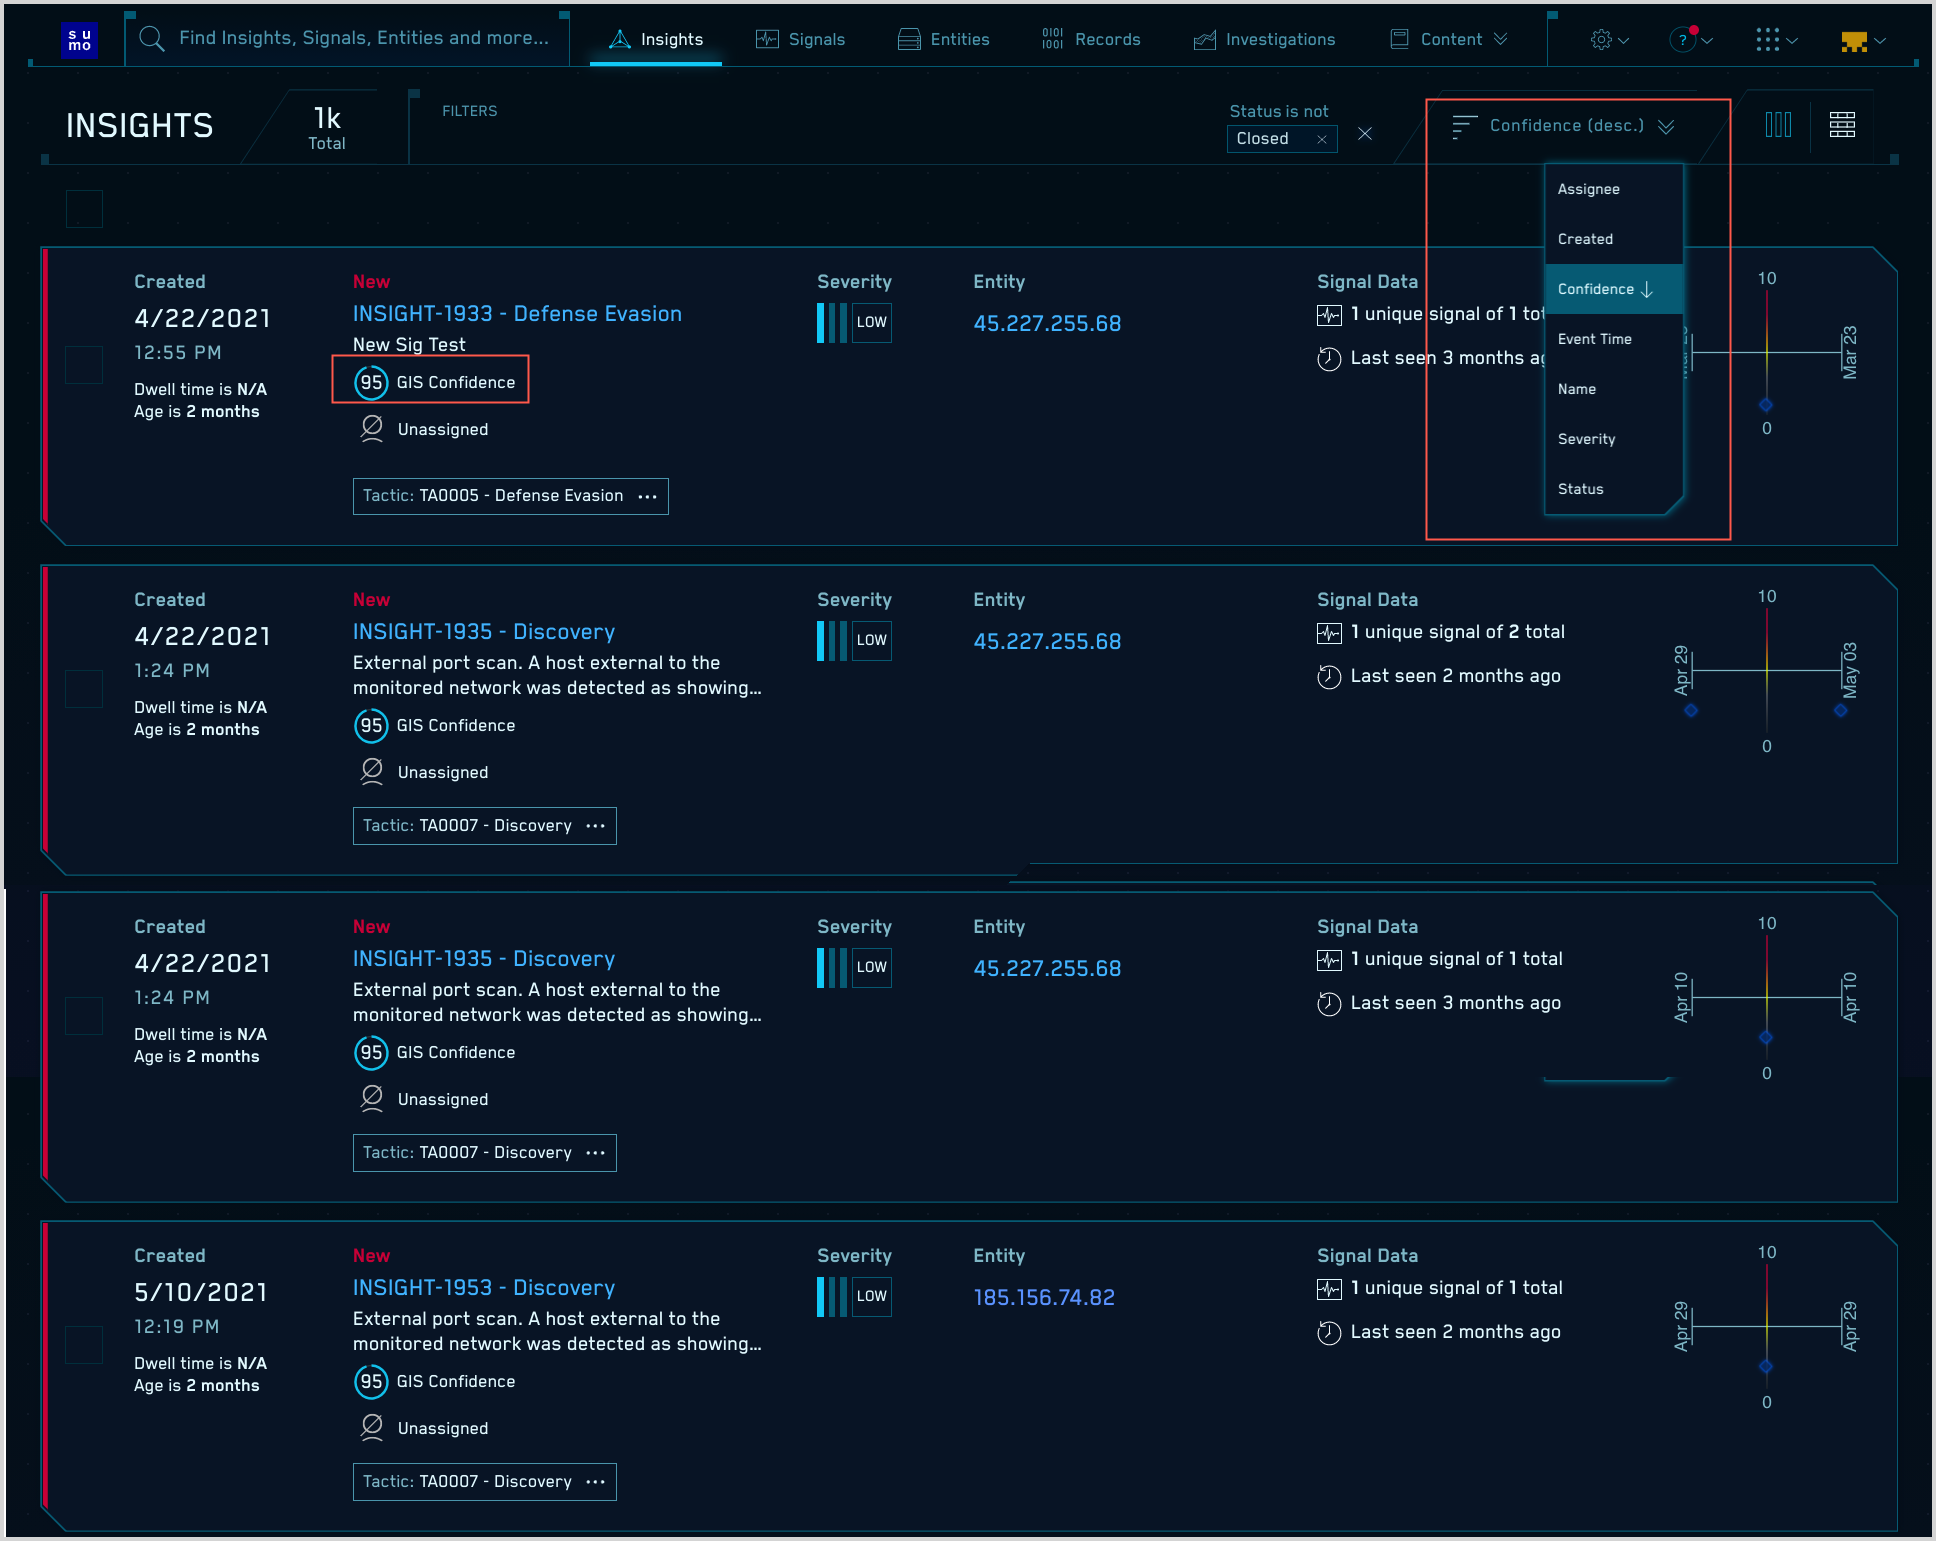 su
mo
Find Insights, Signals, Entities and more...
Insights
Signals
Entities
0101
1001
Records
Investigations
Content
?
INSIGHTS
1k
Total
FILTERS
Status is not
Closed
Confidence (desc.)
Assignee
Created
Confidence
Event Time
Name
Severity
Status
Created
4/22/2021
12:55 PM
Dwell time is N/A
Age is 2 months
New
INSIGHT-1933 - Defense Evasion
New Sig Test
95 GIS Confidence
Unassigned
Tactic: TA0005 - Defense Evasion ...
Severity
LOW
Entity
45.227.255.68
Signal Data
1 unique signal of 1 tot
Last seen 3 months ag
10
Mar 23
0
Created
4/22/2021
1:24 PM
Dwell time is N/A
Age is 2 months
New
INSIGHT-1935 - Discovery
External port scan. A host external to the
monitored network was detected as showing...
95 GIS Confidence
Unassigned
Tactic: TA0007 - Discovery ...
Severity
LOW
Entity
45.227.255.68
Signal Data
1 unique signal of 2 total
Last seen 2 months ago
10
Apr 29
May 03
0
Created
4/22/2021
1:24 PM
Dwell time is N/A
Age is 2 months
New
INSIGHT-1935 - Discovery
External port scan. A host external to the
monitored network was detected as showing...
95 GIS Confidence
Unassigned
Tactic: TA0007 - Discovery ...
Severity
LOW
Entity
45.227.255.68
Signal Data
1 unique signal of 1 total
Last seen 3 months ago
10
Apr 10
Apr 10
0
Created
5/10/2021
12:19 PM
Dwell time is N/A
Age is 2 months
New
INSIGHT-1953 - Discovery
External port scan. A host external to the
monitored network was detected as showing...
95 GIS Confidence
Unassigned
Tactic: TA0007 - Discovery ...
Severity
LOW
Entity
185.156.74.82
Signal Data
1 unique signal of 1 total
Last seen 2 months ago
10
Apr 29
Apr 29
0